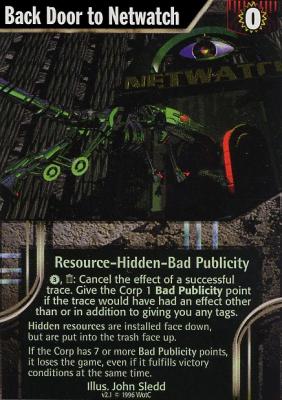 Back Door to Netwatch
0
NETWATCH
Resource-Hidden-Bad Publicity
3, : Cancel the effect of a successful
trace. Give the Corp 1 Bad Publicity point
if the trace would have had an effect other
than or in addition to giving you any tags.
Hidden resources are installed face down,
but are put into the trash face up.
If the Corp has 7 or more Bad Publicity points,
it loses the game, even if it fulfills victory
conditions at the same time.
Illus. John Sledd
v2.1 © 1996 WotC